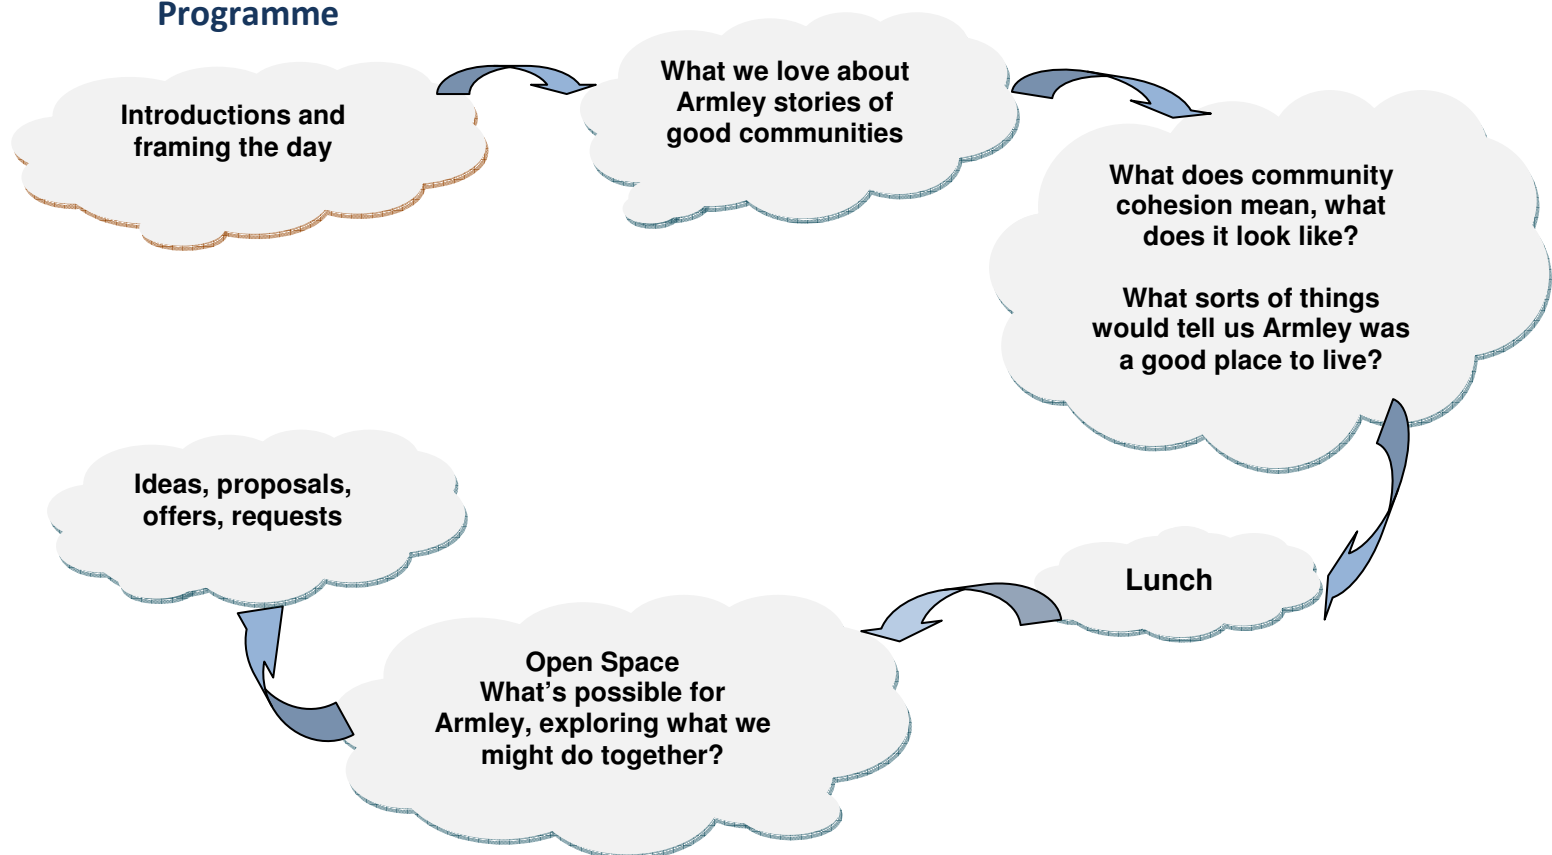 Programme
Introductions and
framing the day
What we love about
Armley stories of
good communities
What does community
cohesion mean, what
does it look like?
What sorts of things
would tell us Armley was
a good place to live?
Lunch
Open Space
What’s possible for
Armley, exploring what we
might do together?
Ideas, proposals,
offers, requests